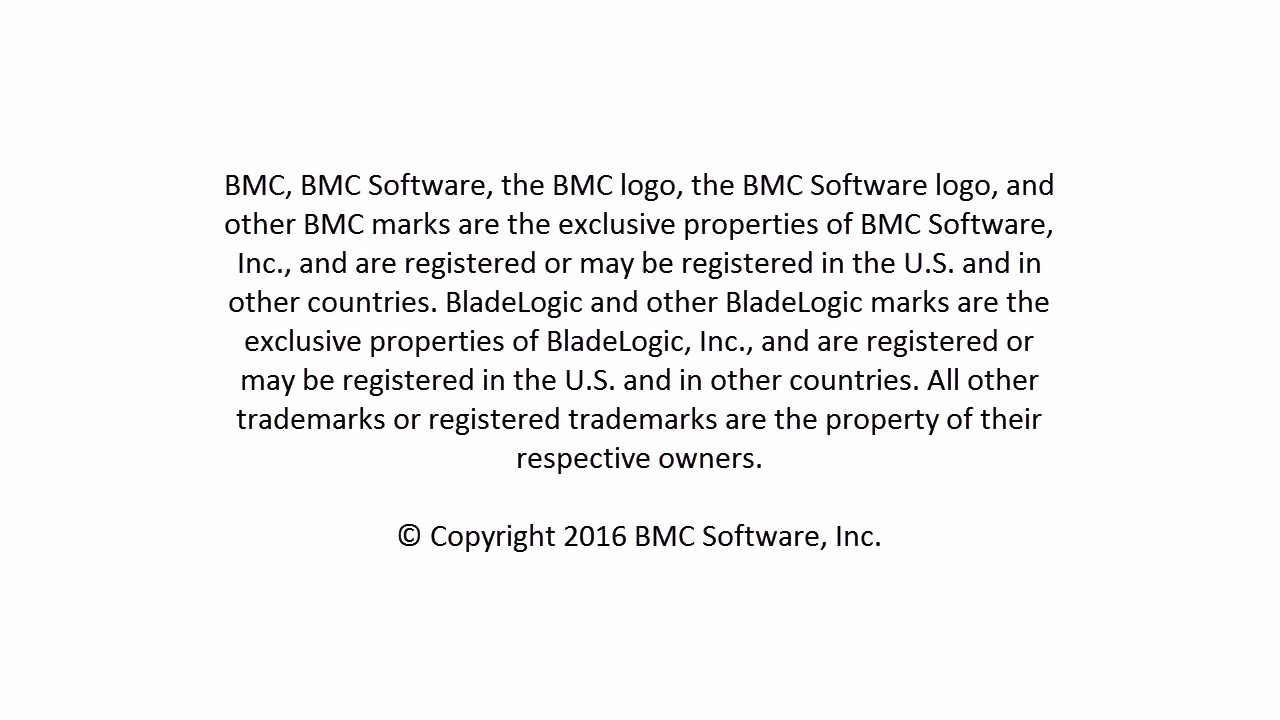 BMC, BMC Software, the BMC logo, the BMC Software logo, and
other BMC marks are the exclusive properties of BMC Software,
Inc., and are registered or may be registered in the U.S. and in
other countries. BladeLogic and other BladeLogic marks are the
exclusive properties of BladeLogic, Inc., and are registered or
may be registered in the U.S. and in other countries. All other
trademarks or registered trademarks are the property of their
respective owners.
© Copyright 2016 BMC Software, Inc.